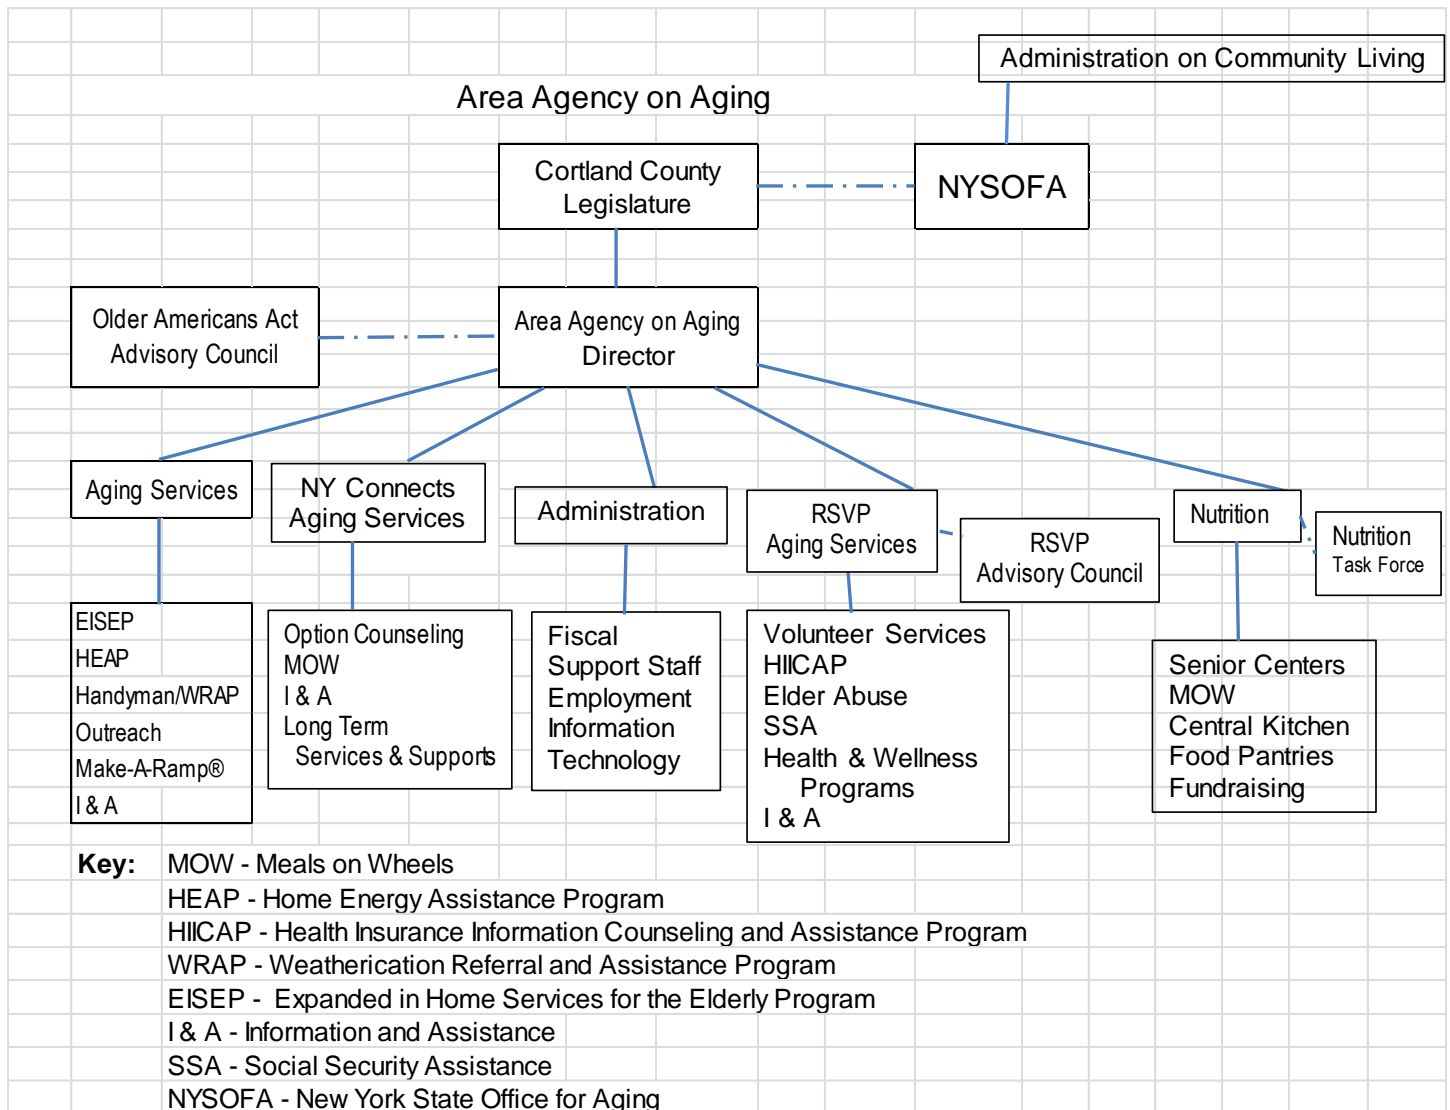 Administration on Community Living
Area Agency on Aging
Cortland County
Legislature
NYSOFA
Older Americans Act
Advisory Council
Area Agency on Aging
Director
Aging Services
NY Connects
Aging Services
Administration
RSVP
Aging Services
RSVP
Advisory Council
Nutrition
Nutrition
Task Force
EISEP
HEAP
Handyman/WRAP
Outreach
Make-A-Ramp®
I & A
Option Counseling
MOW
I & A
Long Term
Services & Supports
Fiscal
Support Staff
Employment
Information
Technology
Volunteer Services
HIICAP
Elder Abuse
SSA
Health & Wellness
Programs
I & A
Senior Centers
MOW
Central Kitchen
Food Pantries
Fundraising
Key: MOW - Meals on Wheels
HEAP - Home Energy Assistance Program
HIICAP - Health Insurance Information Counseling and Assistance Program
WRAP - Weatherication Referral and Assistance Program
EISEP - Expanded in Home Services for the Elderly Program
I & A - Information and Assistance
SSA - Social Security Assistance
NYSOFA - New York State Office for Aging